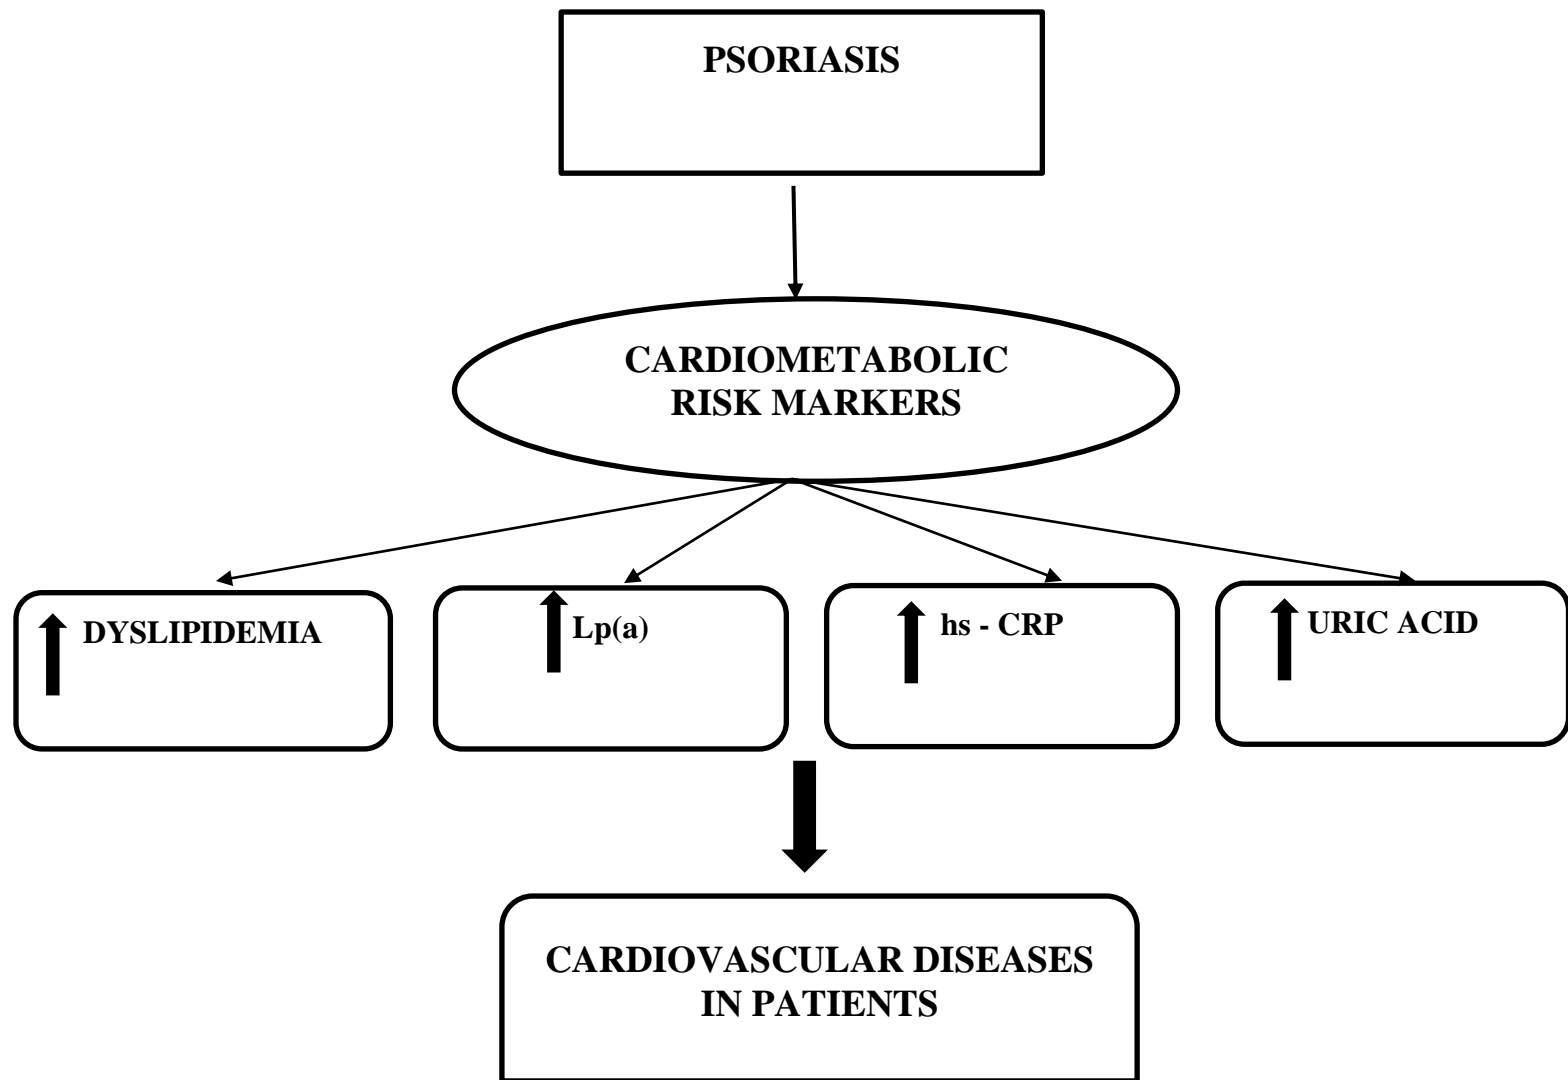 PSORIASIS
CARDIOMETABOLIC
RISK MARKERS
DYSLIPIDEMIA
Lp(a)
hs - CRP
URIC ACID
CARDIOVASCULAR DISEASES
IN PATIENTS